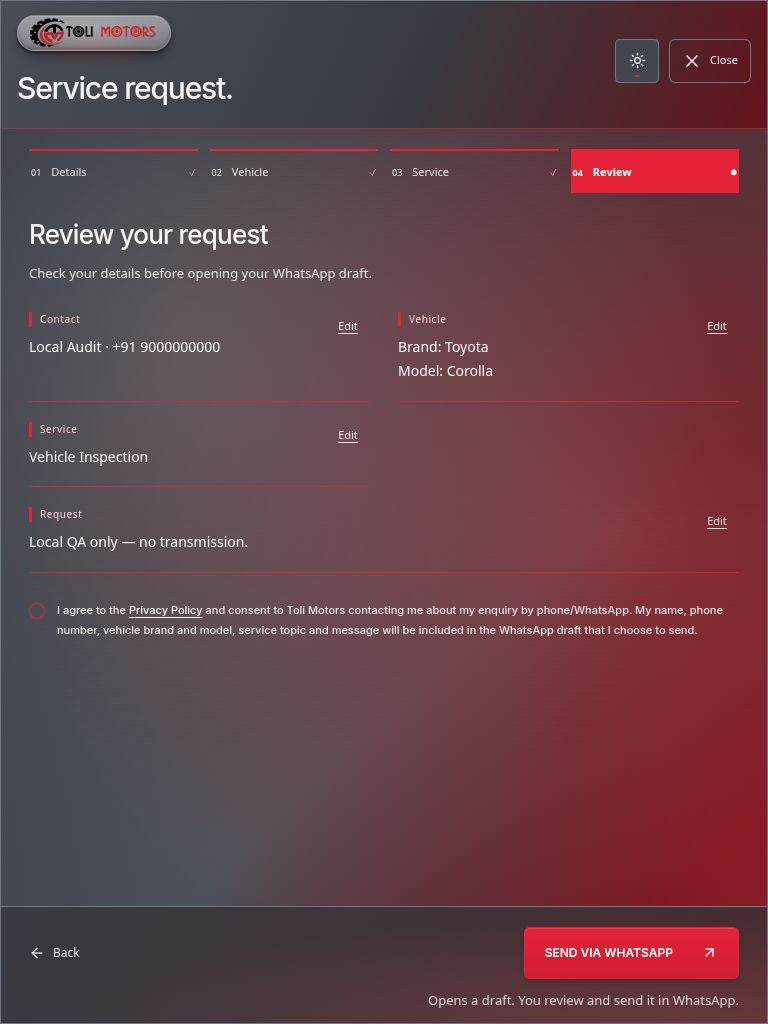 TOLI MOTORS
Service request.
Close
01 Details ✓
02 Vehicle ✓
03 Service ✓
04 Review
Review your request
Check your details before opening your WhatsApp draft.
Contact
Edit
Local Audit · +91 9000000000
Vehicle
Edit
Brand: Toyota
Model: Corolla
Service
Edit
Vehicle Inspection
Request
Edit
Local QA only — no transmission.
I agree to the Privacy Policy and consent to Toli Motors contacting me about my enquiry by phone/WhatsApp. My name, phone
number, vehicle brand and model, service topic and message will be included in the WhatsApp draft that I choose to send.
Back
SEND VIA WHATSAPP
Opens a draft. You review and send it in WhatsApp.